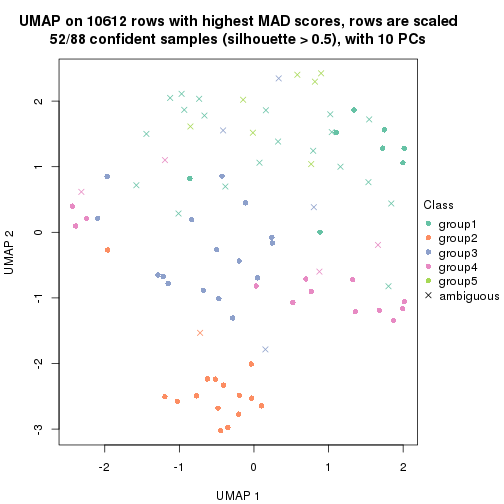 UMAP on 10612 rows with highest MAD scores, rows are scaled
52/88 confident samples (silhouette > 0.5), with 10 PCs
2
1
0
-1
-2
-3
UMAP 2
-2
-1
0
1
2
UMAP 1
Class
group1
group2
group3
group4
group5
ambiguous